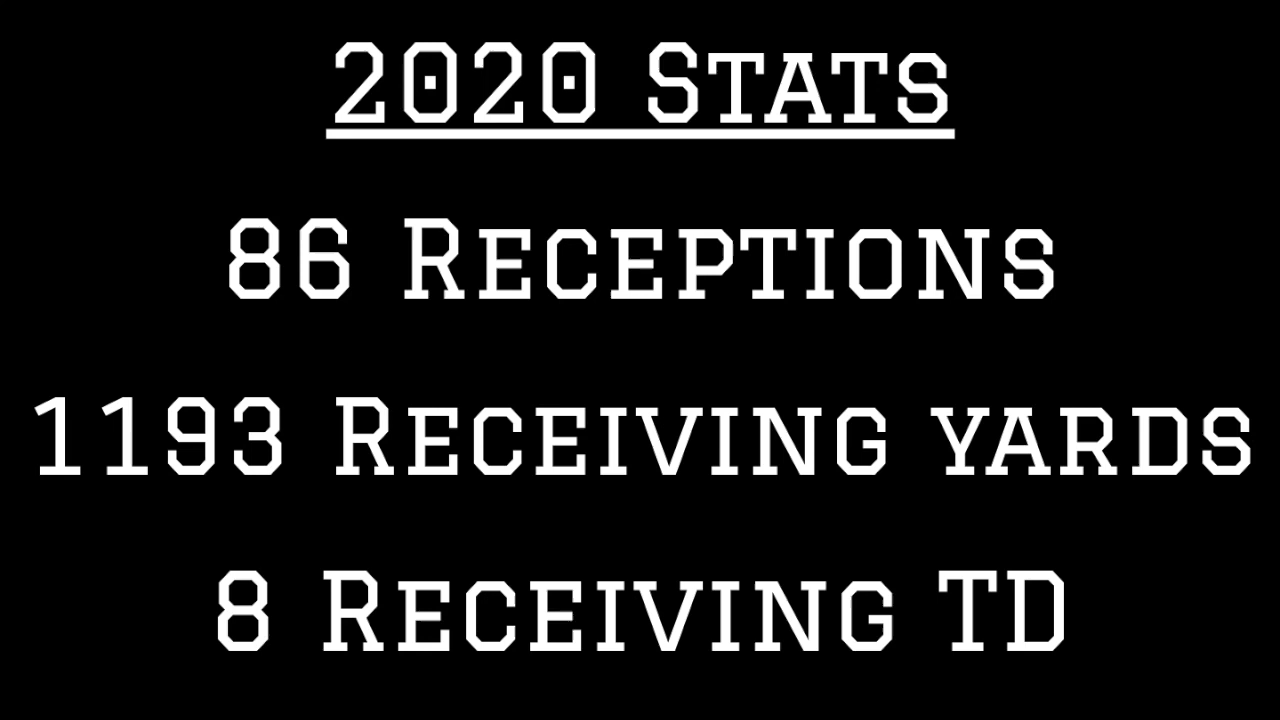 2020 Stats
86 Receptions
1193 Receiving yards
8 Receiving TD